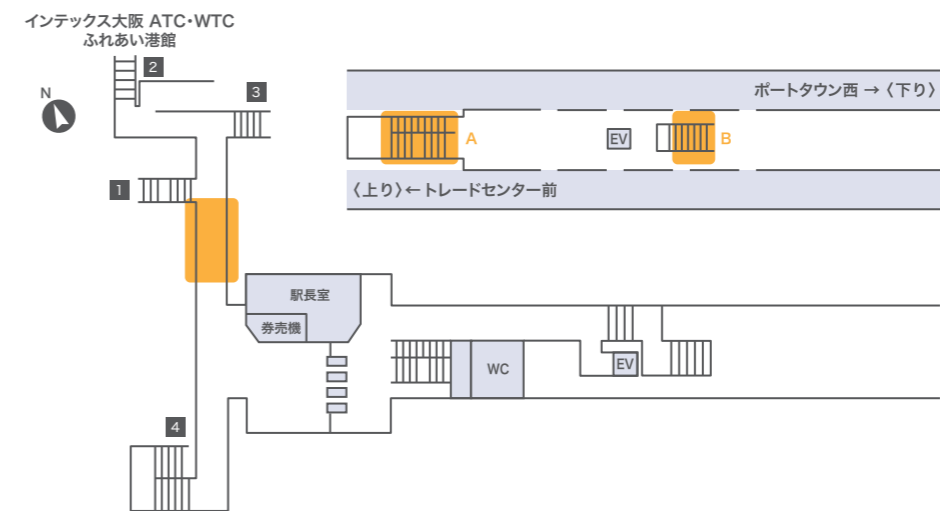 インテックス大阪 ATC・WTC
ふれあい港館
2
N
3
ポートタウン西 → 〈下り〉
A
EV
B
1
〈上り〉← トレードセンター前
駅長室
券売機
WC
EV
4